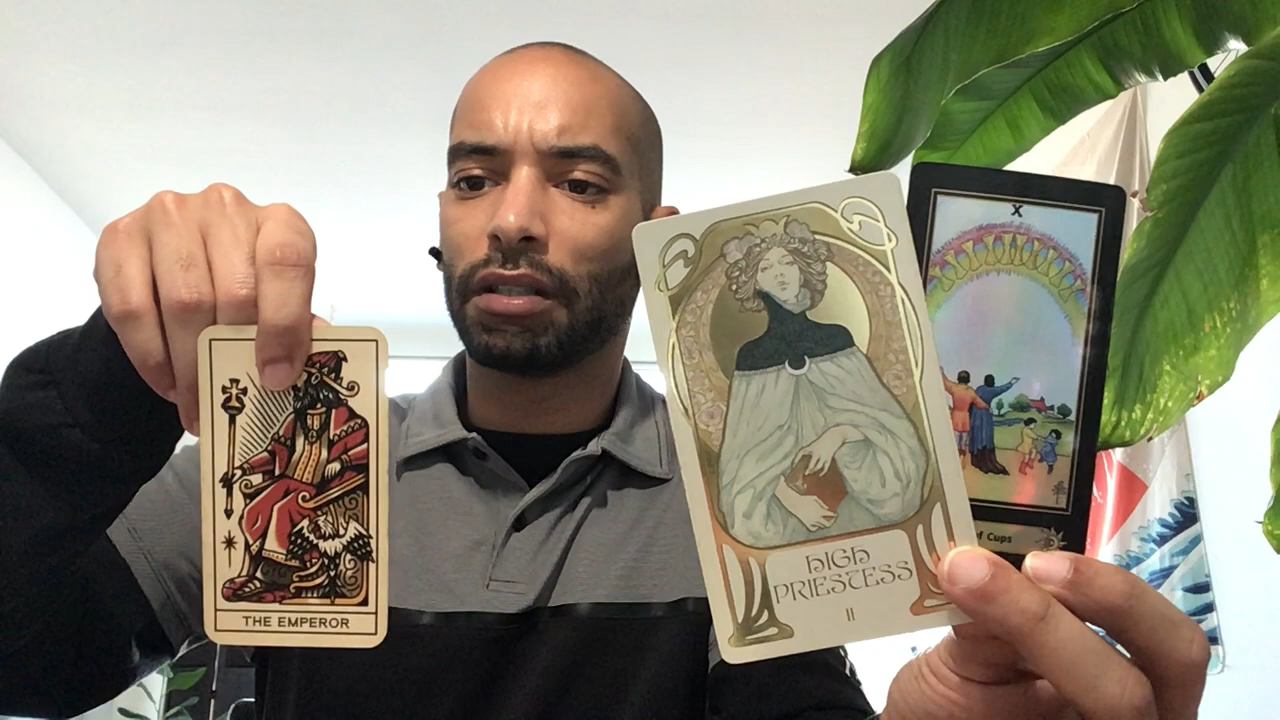 THE EMPEROR
HIGH
PRIESTESS
II
X
of Cups